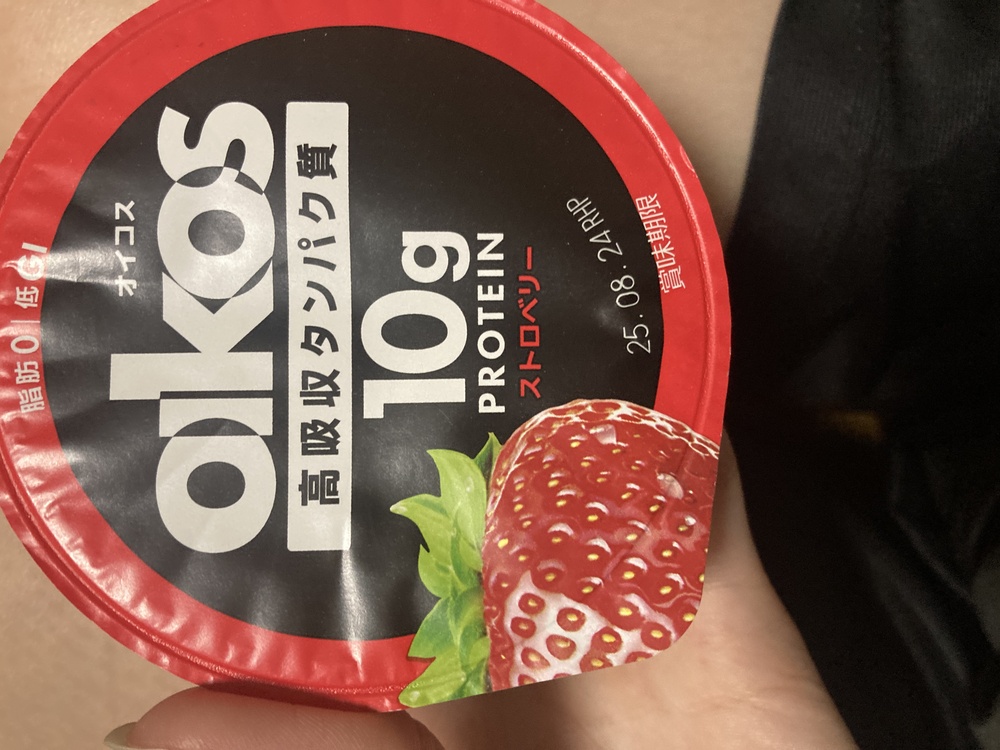 脂肪0 低GI
オイコス
oikos
高吸収タンパク質
10g
PROTEIN
ストロベリー
25.08.24RHP
賞味期限